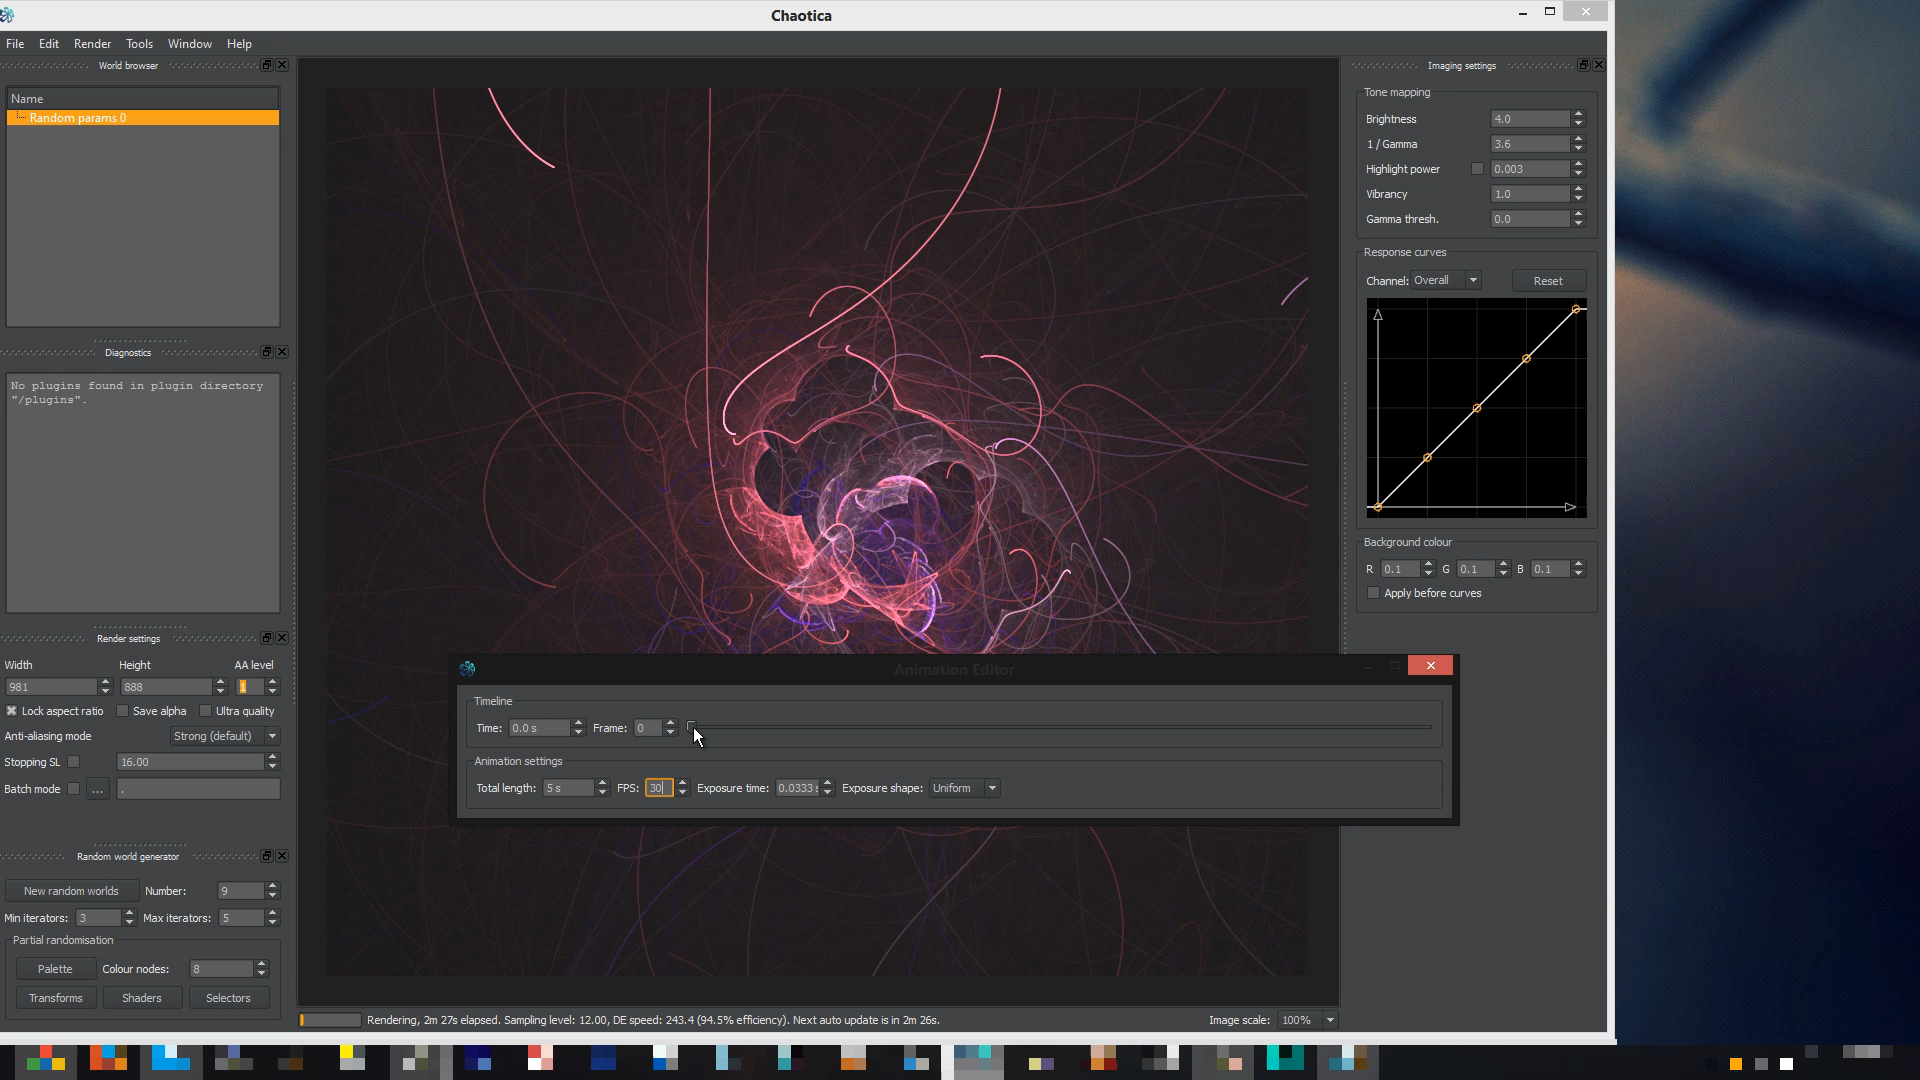 Chaotica
File Edit Render Tools Window Help
World browser
Name
Random params 0
Diagnostics
No plugins found in plugin directory
"/plugins".
Render settings
Width Height AA level
981 888 1
Lock aspect ratio Save alpha Ultra quality
Anti-aliasing mode Strong (default)
Stopping SL 16.00
Batch mode ... .
Random world generator
New random worlds Number: 9
Min iterators: 3 Max iterators: 5
Partial randomisation
Palette Colour nodes: 8
Transforms Shaders Selectors
Animation Editor
Timeline
Time: 0.0 s Frame: 0
Animation settings
Total length: 5 s FPS: 30 Exposure time: 0.0333 s Exposure shape: Uniform
Rendering, 2m 27s elapsed. Sampling level: 12.00, DE speed: 243.4 (94.5% efficiency). Next auto update is in 2m 26s.
Image scale: 100%
Imaging settings
Tone mapping
Brightness 4.0
1 / Gamma 3.6
Highlight power 0.003
Vibrancy 1.0
Gamma thresh. 0.0
Response curves
Channel: Overall Reset
Background colour
R 0.1 G 0.1 B 0.1
Apply before curves